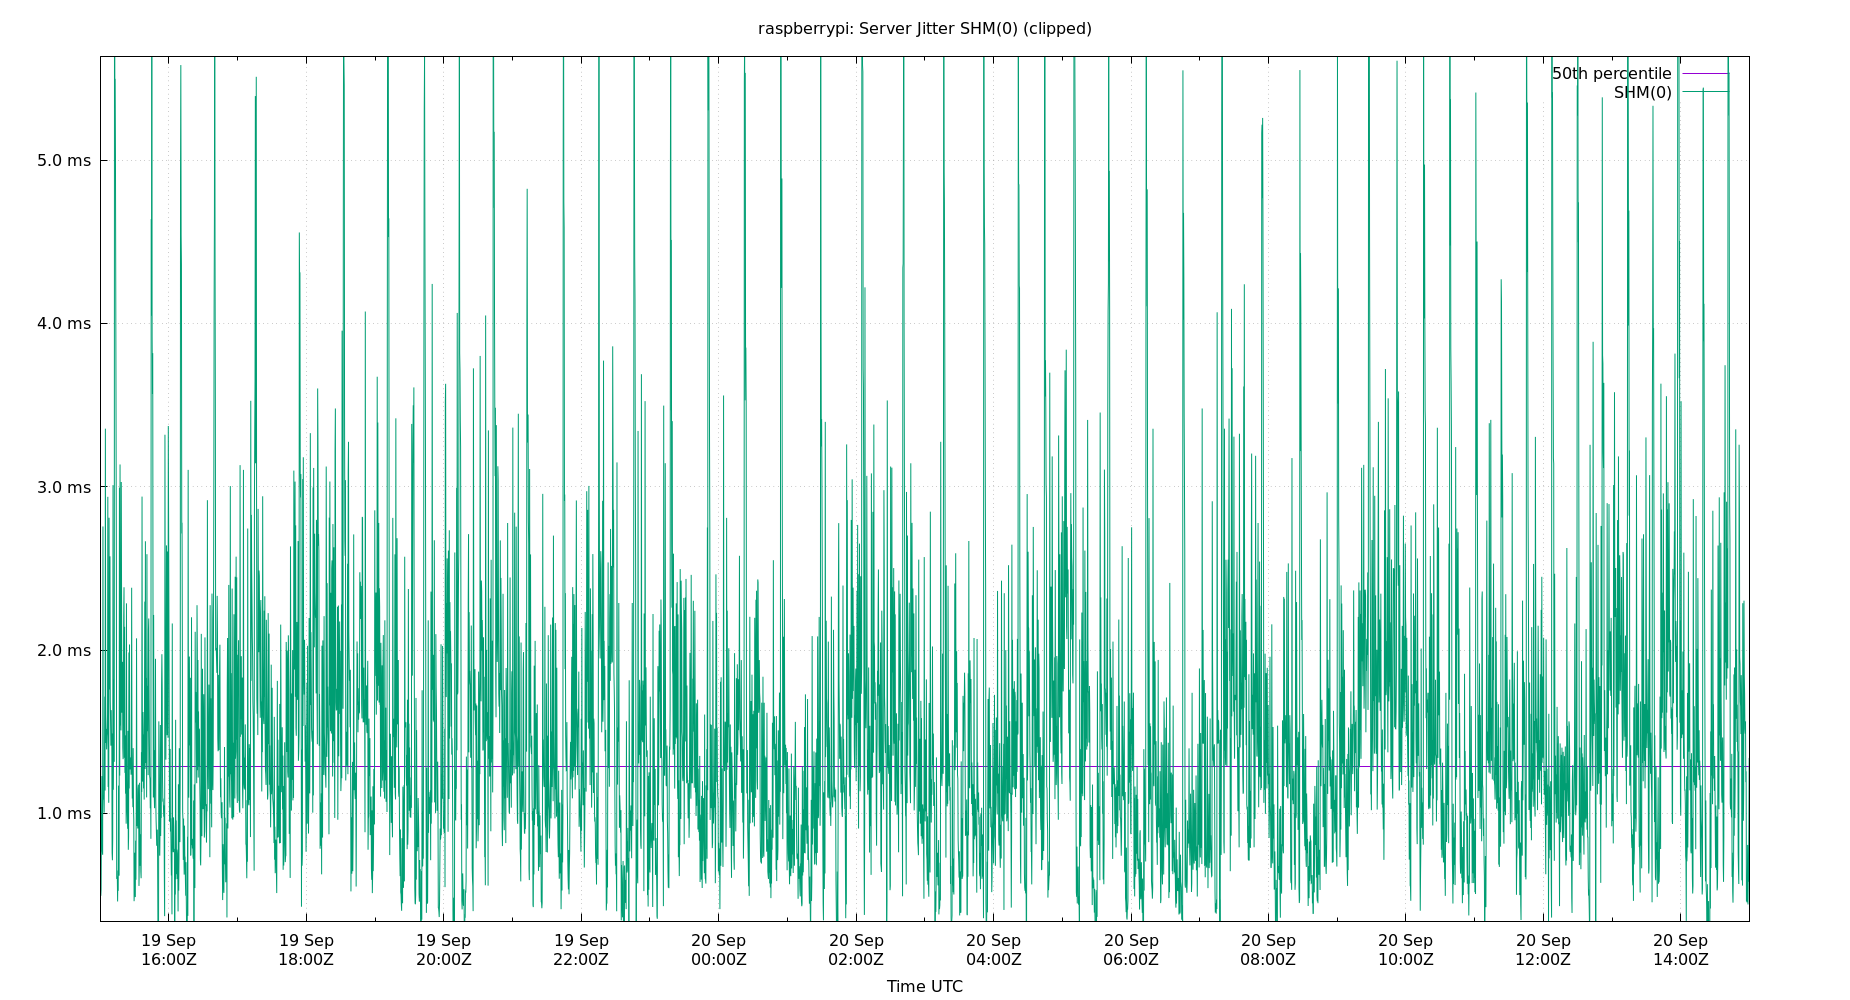 raspberrypi: Server Jitter SHM(0) (clipped)
50th percentile
SHM(0)
5.0 ms
4.0 ms
3.0 ms
2.0 ms
1.0 ms
19 Sep 19 Sep 19 Sep 19 Sep 20 Sep 20 Sep 20 Sep 20 Sep 20 Sep 20 Sep 20 Sep 20 Sep
16:00Z 18:00Z 20:00Z 22:00Z 00:00Z 02:00Z 04:00Z 06:00Z 08:00Z 10:00Z 12:00Z 14:00Z
Time UTC